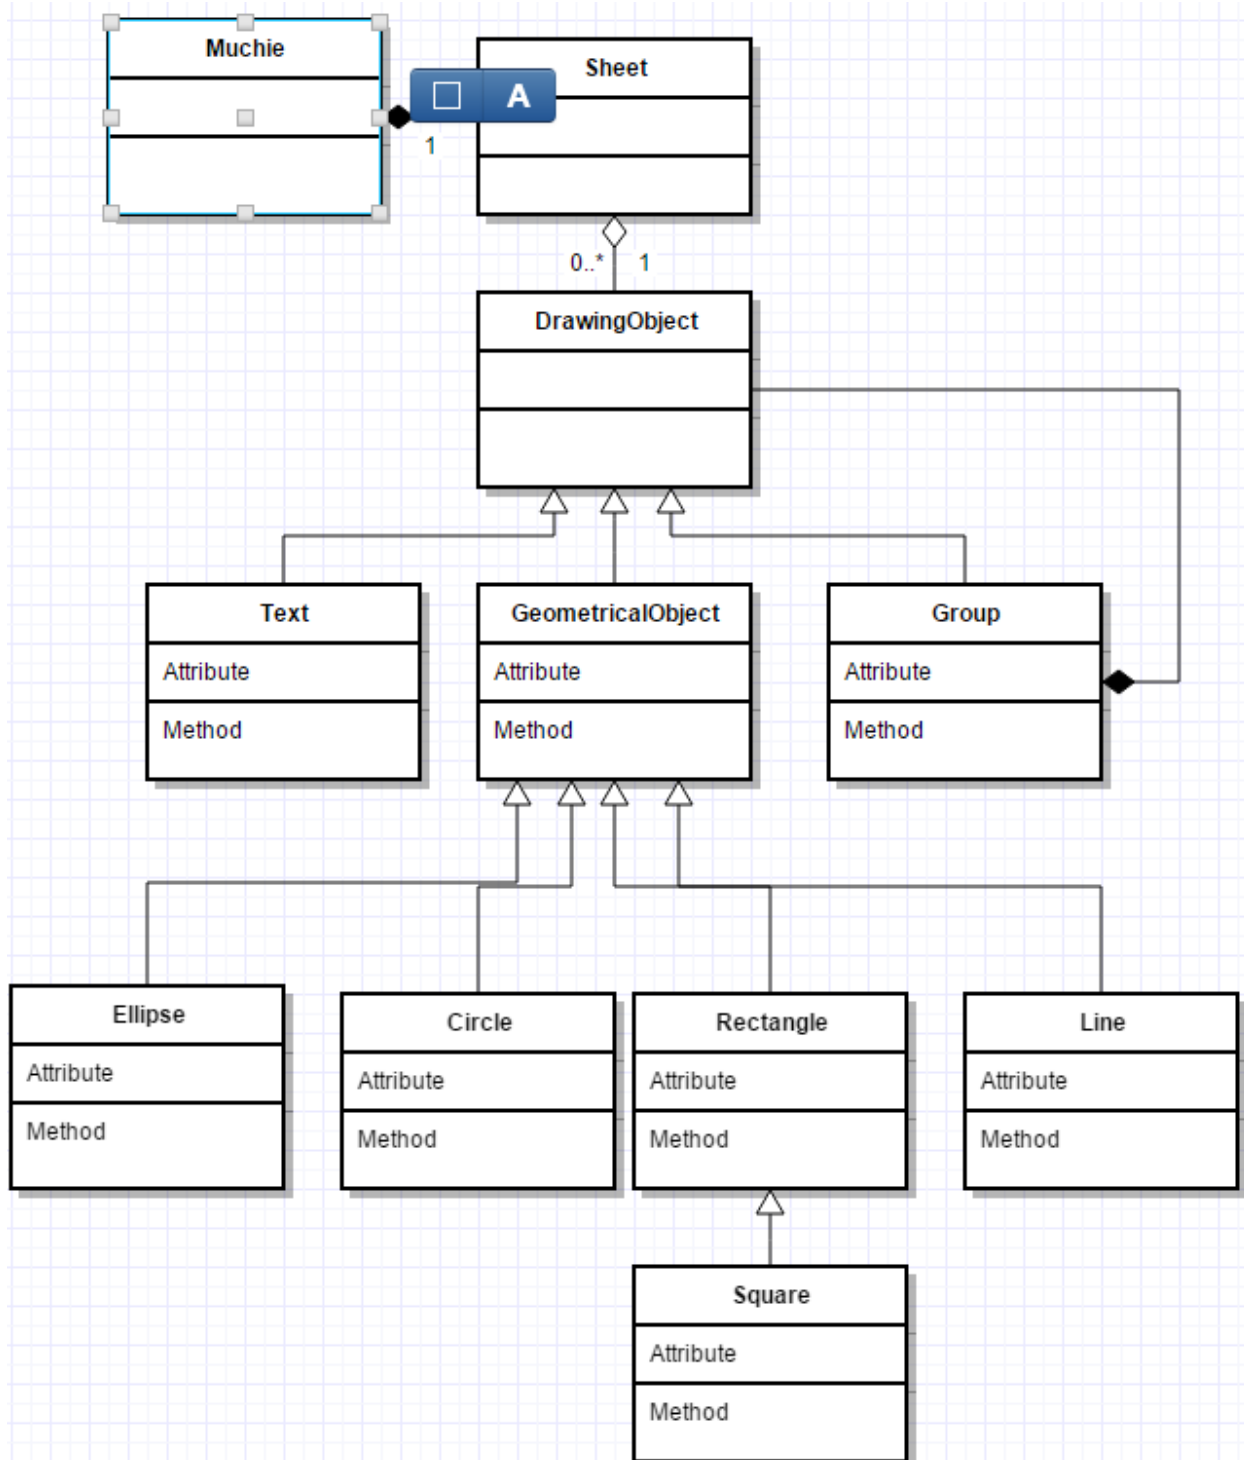 Muchie
Sheet
A
1
0..* 1
DrawingObject
Text
Attribute
Method
GeometricalObject
Attribute
Method
Group
Attribute
Method
Ellipse
Attribute
Method
Circle
Attribute
Method
Rectangle
Attribute
Method
Line
Attribute
Method
Square
Attribute
Method